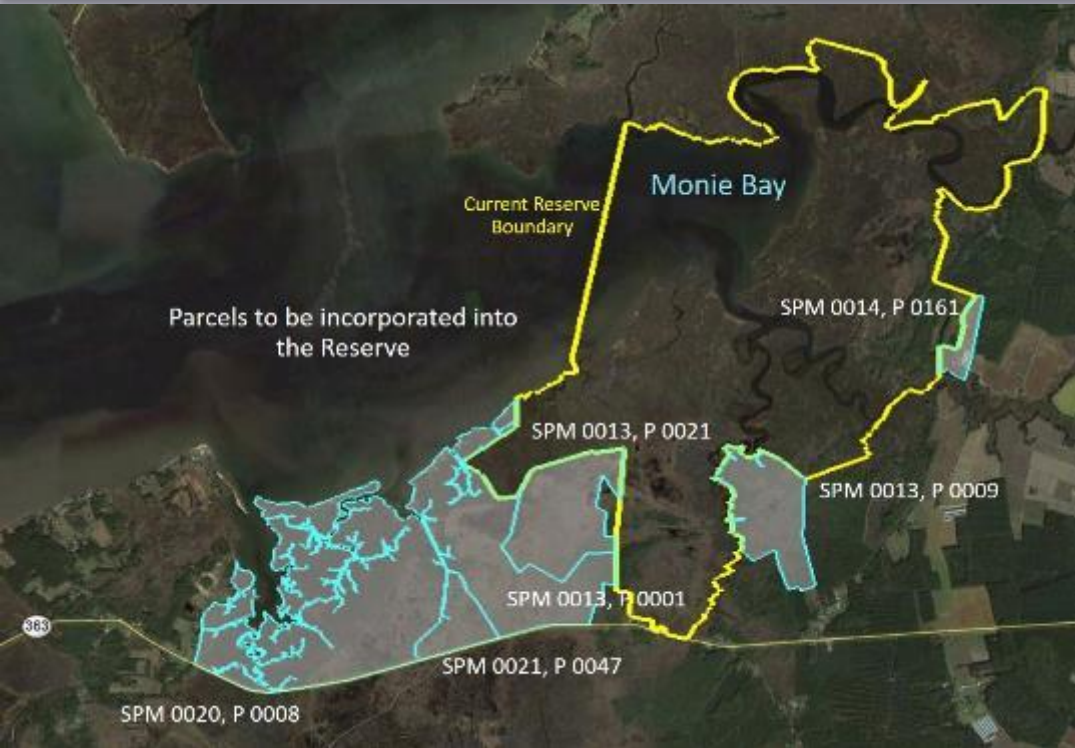 Monie Bay
Current Reserve
Boundary
SPM 0014, P 0161
Parcels to be incorporated into
the Reserve
SPM 0013, P 0021
SPM 0013, P 0009
SPM 0013, P 0001
363
SPM 0021, P 0047
SPM 0020, P 0008